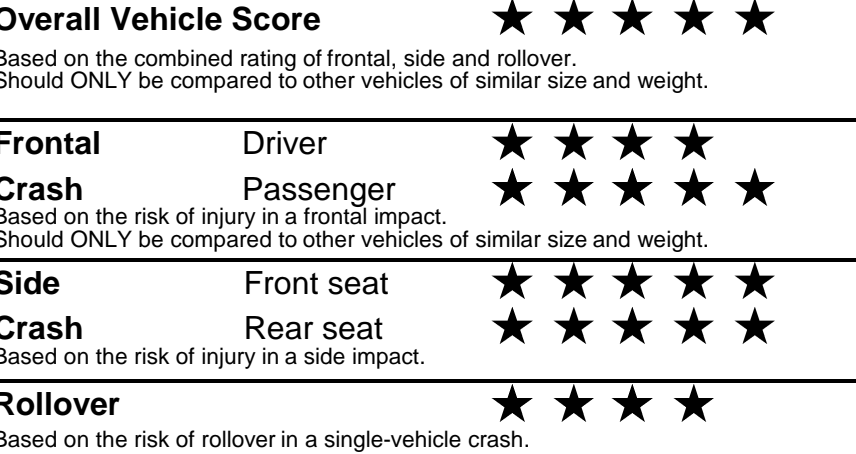 Overall Vehicle Score ★ ★ ★ ★ ★
Based on the combined rating of frontal, side and rollover.
Should ONLY be compared to other vehicles of similar size and weight.
Frontal Driver ★ ★ ★ ★
Crash Passenger ★ ★ ★ ★ ★
Based on the risk of injury in a frontal impact.
Should ONLY be compared to other vehicles of similar size and weight.
Side Front seat ★ ★ ★ ★ ★
Crash Rear seat ★ ★ ★ ★ ★
Based on the risk of injury in a side impact.
Rollover ★ ★ ★ ★
Based on the risk of rollover in a single-vehicle crash.